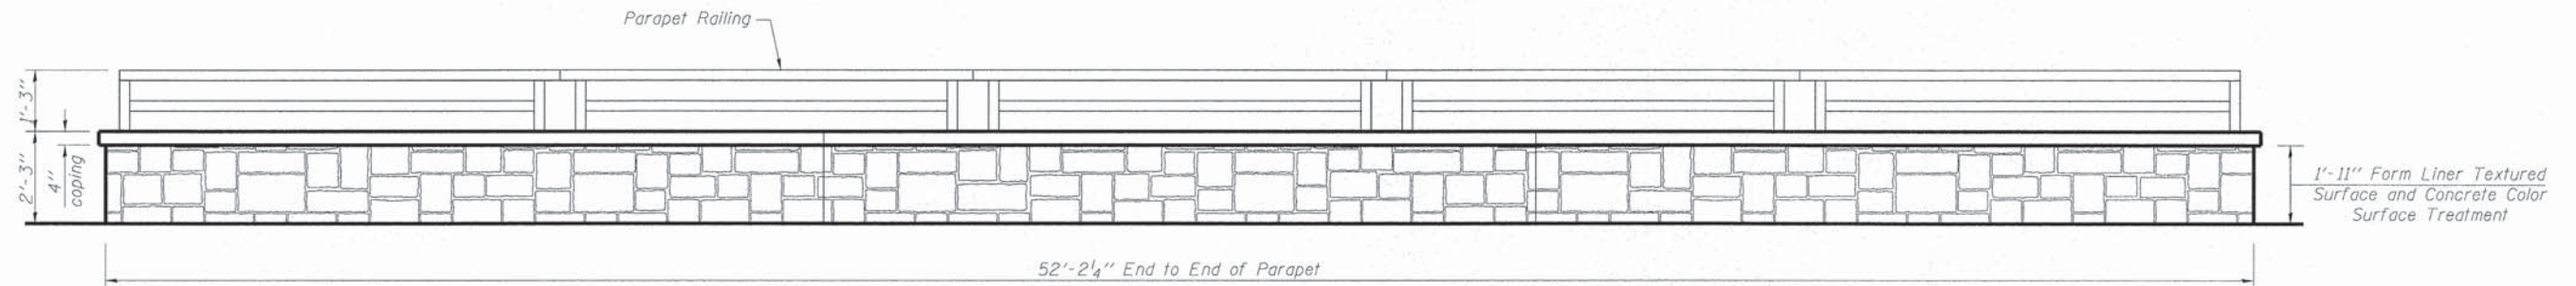 Parapet Railing
1'-3"
2'-3"
4"
coping
1'-11" Form Liner Textured
Surface and Concrete Color
Surface Treatment
52'-2¼" End to End of Parapet